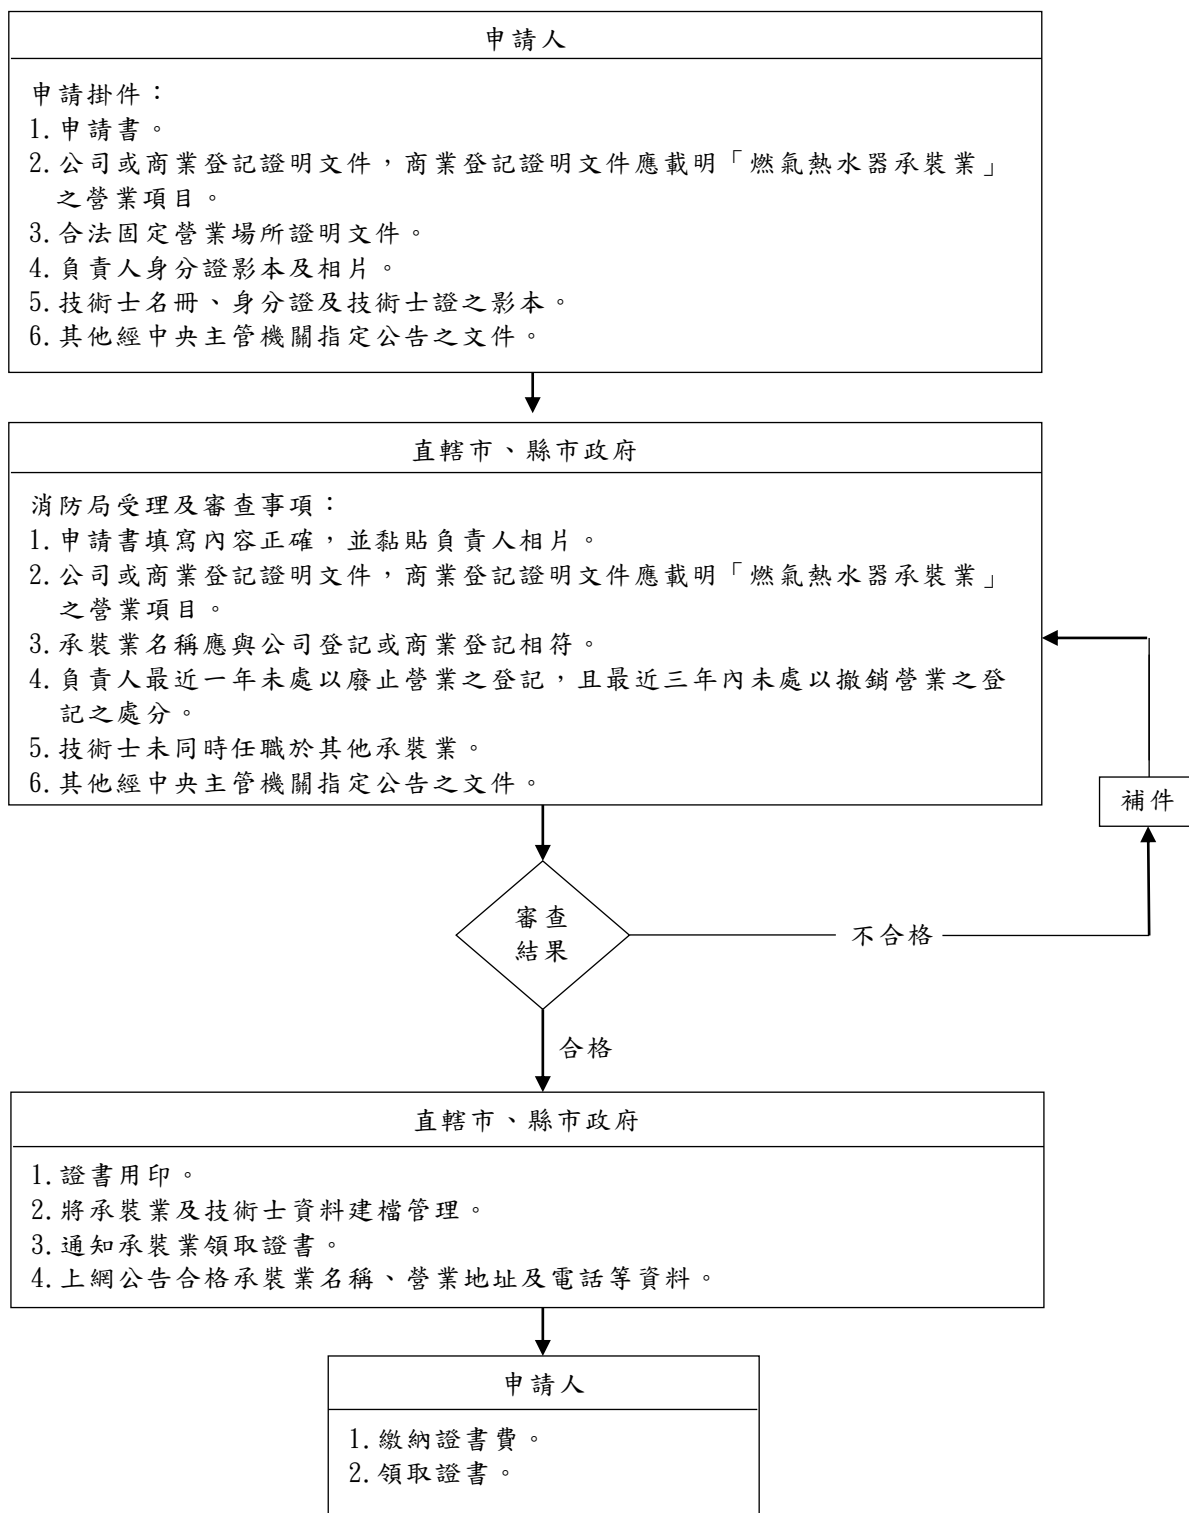 申請人
申請掛件：
1.申請書。
2.公司或商業登記證明文件，商業登記證明文件應載明「燃氣熱水器承裝業」
之營業項目。
3.合法固定營業場所證明文件。
4.負責人身分證影本及相片。
5.技術士名冊、身分證及技術士證之影本。
6.其他經中央主管機關指定公告之文件。
直轄市、縣市政府
消防局受理及審查事項：
1.申請書填寫內容正確，並黏貼負責人相片。
2.公司或商業登記證明文件，商業登記證明文件應載明「燃氣熱水器承裝業」
之營業項目。
3.承裝業名稱應與公司登記或商業登記相符。
4.負責人最近一年未處以廢止營業之登記，且最近三年內未處以撤銷營業之登
記之處分。
5.技術士未同時任職於其他承裝業。
6.其他經中央主管機關指定公告之文件。
補件
審查
結果
不合格
合格
直轄市、縣市政府
1.證書用印。
2.將承裝業及技術士資料建檔管理。
3.通知承裝業領取證書。
4.上網公告合格承裝業名稱、營業地址及電話等資料。
申請人
1.繳納證書費。
2.領取證書。